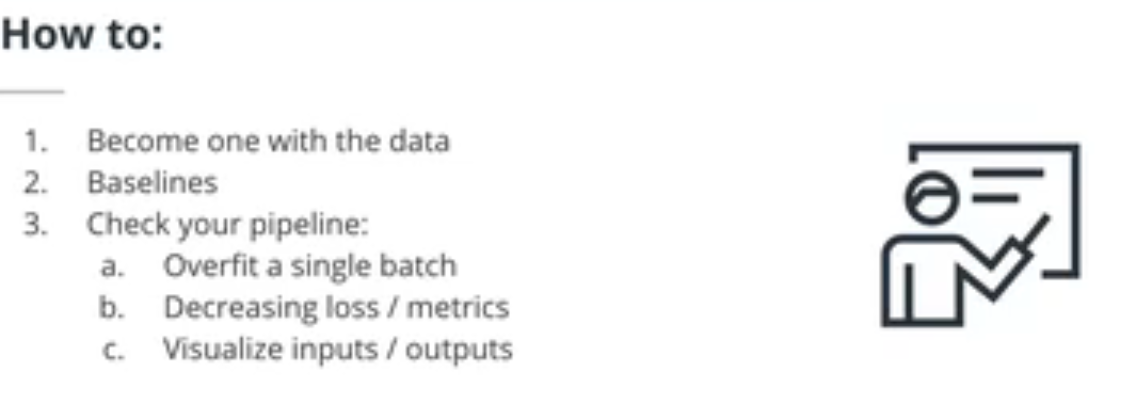 How to:
1. Become one with the data
2. Baselines
3. Check your pipeline:
a. Overfit a single batch
b. Decreasing loss / metrics
c. Visualize inputs / outputs